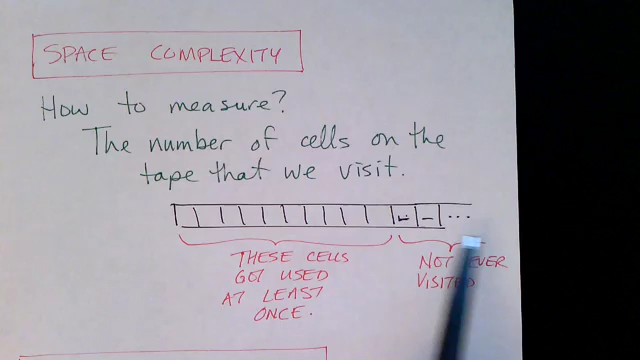 SPACE COMPLEXITY
How to measure?
The number of cells on the
tape that we visit.
␣ ␣ ...
THESE CELLS
GOT USED
AT LEAST
ONCE.
NOT EVER
VISITED